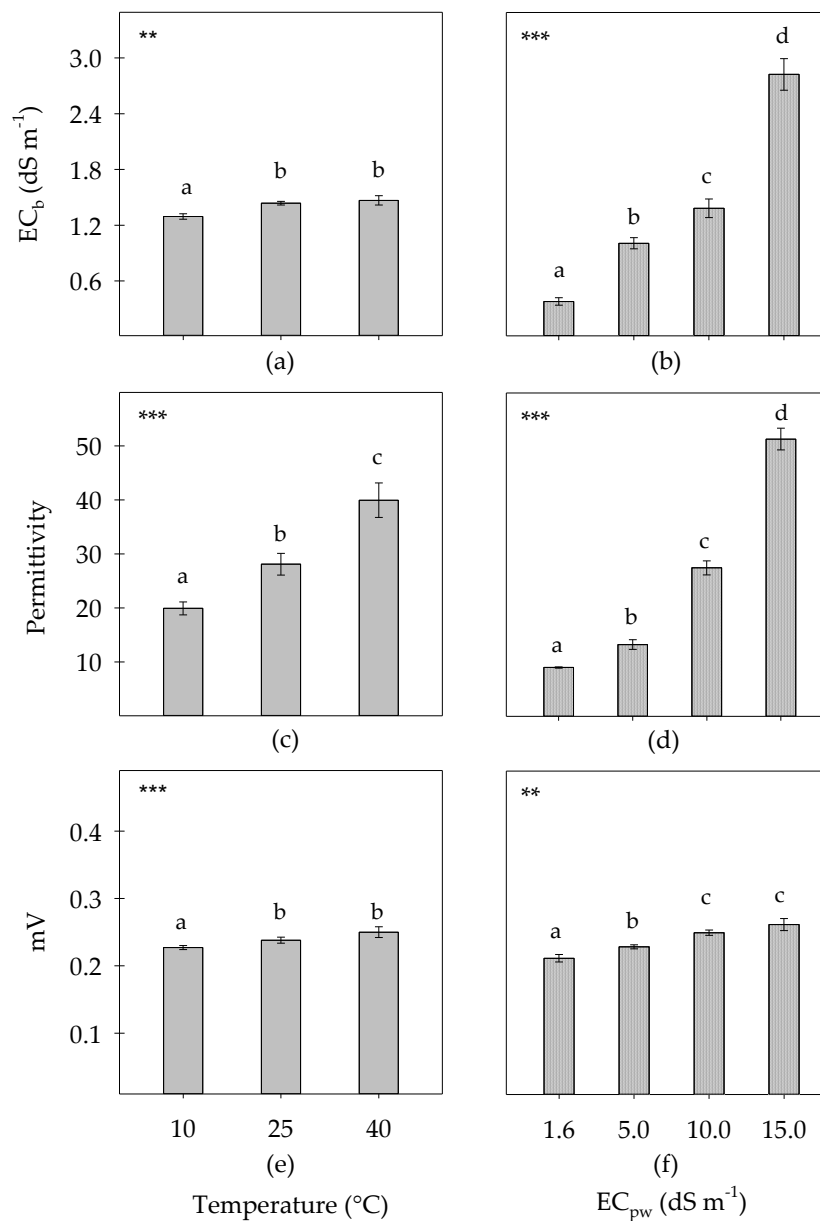 **
***
d
3.0
2.4
1.8
1.2
0.6
EC_b (dS m⁻¹)
a
b
b
a
b
c
(a)
(b)
***
***
d
50
40
30
20
10
Permittivity
a
b
c
a
b
c
(c)
(d)
***
**
0.4
0.3
0.2
0.1
mV
a
b
b
a
b
c
c
10 25 40
1.6 5.0 10.0 15.0
(e)
(f)
Temperature (°C)
EC_pw (dS m⁻¹)